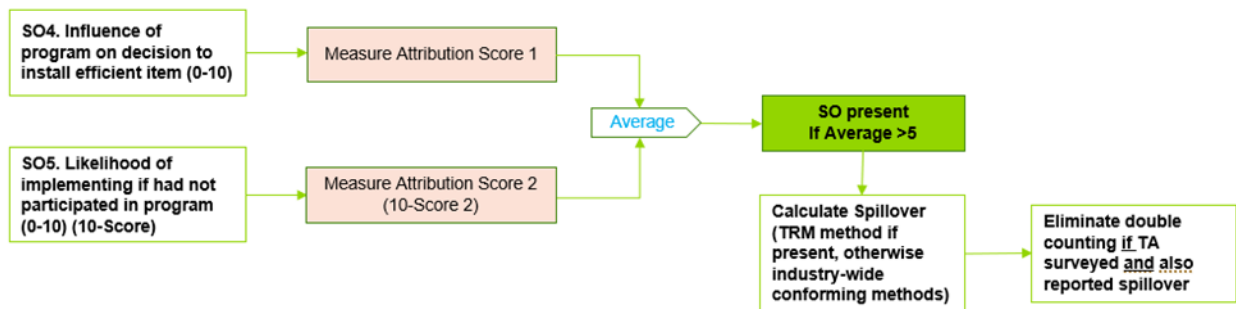 SO4. Influence of
program on decision to
install efficient item (0-10)
Measure Attribution Score 1
Average
SO present
If Average >5
SO5. Likelihood of
implementing if had not
participated in program
(0-10) (10-Score)
Measure Attribution Score 2
(10-Score 2)
Calculate Spillover
(TRM method if
present, otherwise
industry-wide
conforming methods)
Eliminate double
counting if TA
surveyed and also
reported spillover